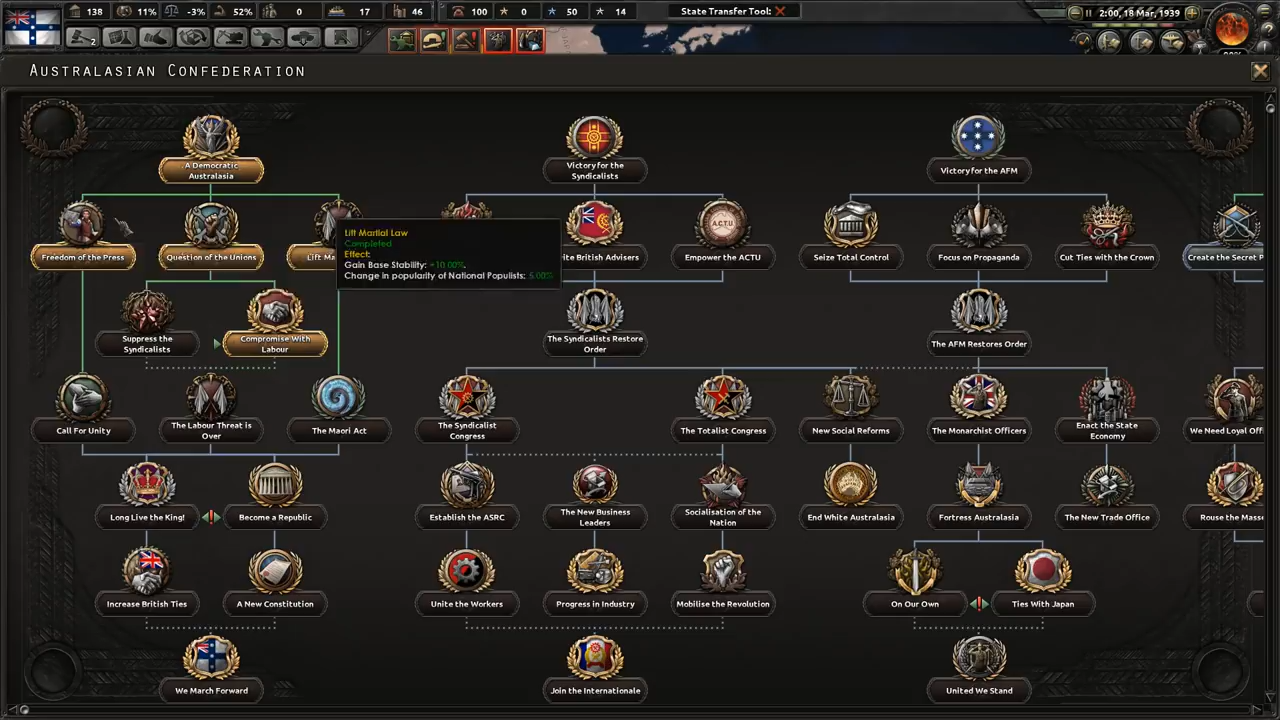 138
11%
-3%
52%
0
17
46
100
0
50
14
State Transfer Tool:
2:00, 18 Mar, 1939
2
AUSTRALASIAN CONFEDERATION
A Democratic
Australasia
Victory for the
Syndicalists
Victory for the AFM
Freedom of the Press
Question of the Unions
Lift Ma
Lift Martial Law
Completed
Effect:
Gain Base Stability: +10.00%.
Change in popularity of National Populists: 5.00%
ite British Advisers
Empower the ACTU
A.C.T.U
Seize Total Control
Focus on Propaganda
Cut Ties with the Crown
Create the Secret P
Suppress the
Syndicalists
Compromise With
Labour
The Syndicalists Restore
Order
The AFM Restores Order
Call For Unity
The Labour Threat is
Over
The Maori Act
The Syndicalist
Congress
The Totalist Congress
New Social Reforms
The Monarchist Officers
Enact the State
Economy
We Need Loyal Offi
Long Live the King!
Become a Republic
Establish the ASRC
The New Business
Leaders
Socialisation of the
Nation
End White Australasia
Fortress Australasia
The New Trade Office
Rouse the Masse
Increase British Ties
A New Constitution
Unite the Workers
Progress in Industry
Mobilise the Revolution
On Our Own
Ties With Japan
We March Forward
Join the Internationale
United We Stand